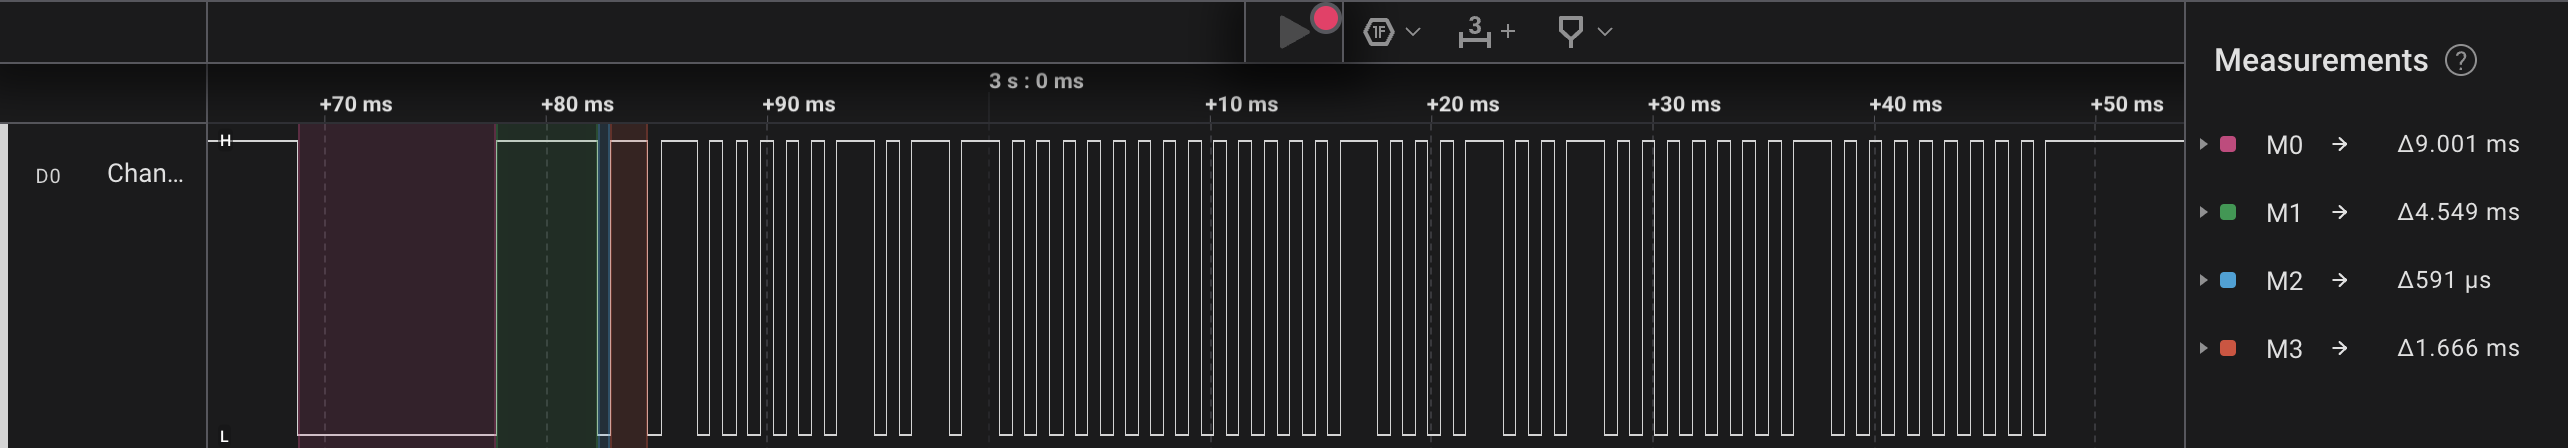 1F
3
Measurements ?
3 s : 0 ms
+70 ms +80 ms +90 ms +10 ms +20 ms +30 ms +40 ms +50 ms
H
M0 → Δ9.001 ms
D0 Chan...
M1 → Δ4.549 ms
M2 → Δ591 µs
M3 → Δ1.666 ms
L